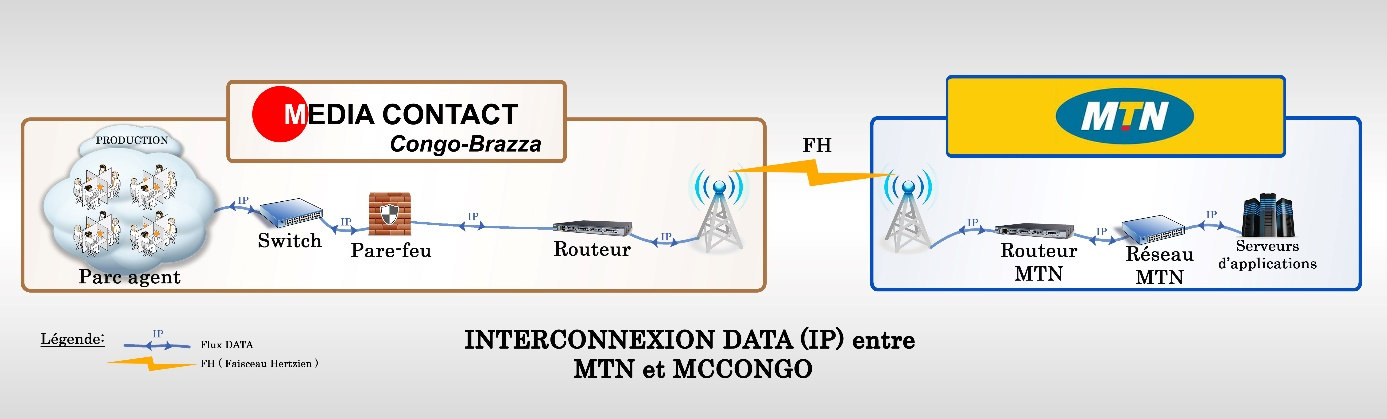 MEDIA CONTACT
Congo-Brazza
MTN
PRODUCTION
FH
IP
IP
IP
IP
IP
IP
IP
Switch
Pare-feu
Routeur
Parc agent
Routeur
MTN
Réseau
MTN
Serveurs
d'applications
Légende:
IP
Flux DATA
FH ( Faisceau Hertzien )
INTERCONNEXION DATA (IP) entre
MTN et MCCONGO